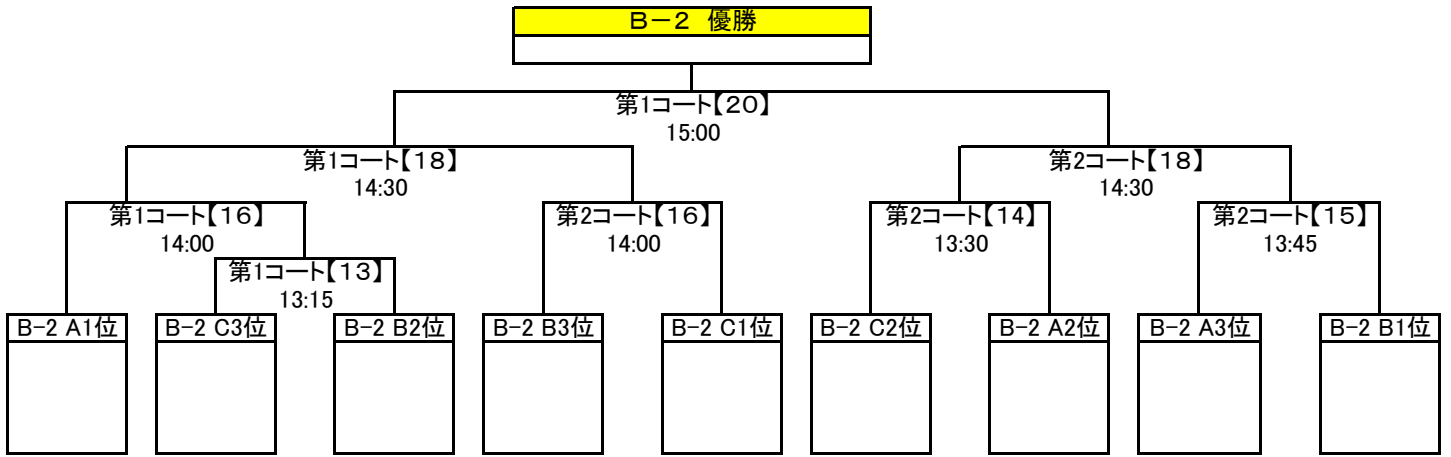 B－2 優勝
第1コート【20】
15:00
第1コート【18】
14:30
第2コート【18】
14:30
第1コート【16】
14:00
第2コート【16】
14:00
第2コート【14】
13:30
第2コート【15】
13:45
第1コート【13】
13:15
B-2 A1位
B-2 C3位
B-2 B2位
B-2 B3位
B-2 C1位
B-2 C2位
B-2 A2位
B-2 A3位
B-2 B1位